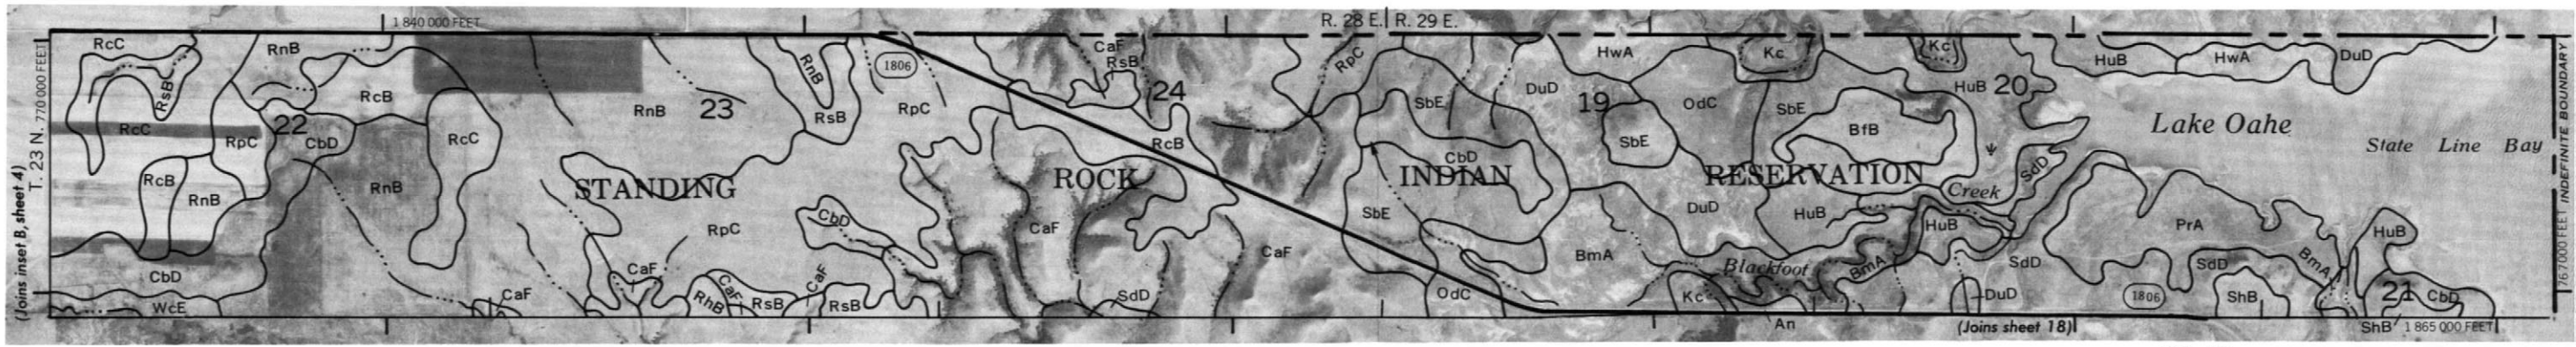 1 840 000 FEET
R. 28 E. R. 29 E.
RcC
RnB
CaF
RsB
RpC
HwA
Kc
Kc
HuB
HwA
DuD
T. 23 N. 770 000 FEET
RsB
RcB
RnB
23
RnB
RsB
1806
RpC
24
SbE
DuD
19
OdC
SbE
HuB
20
Lake Oahe
INDEFINITE BOUNDARY
RcC
RpC
22
CbD
RcC
RcB
CbD
SbE
BfB
State Line Bay
RcB
RnB
RnB
STANDING
ROCK
INDIAN
RESERVATION
Creek
SdD
(Joins inset B, sheet 4)
CbD
RpC
CaF
CaF
SbE
BmA
DuD
HuB
HuB
PrA
HuB
CbD
WcE
CaF
CaF
RhB
CaF
RsB
CaF
RsB
SdD
OdC
Kc
Blackfoot
BmA
SdD
DuD
SdD
1806
ShB
BmA
21
CbD
767 000 FEET
An
(Joins sheet 18)
ShB
1 865 000 FEET